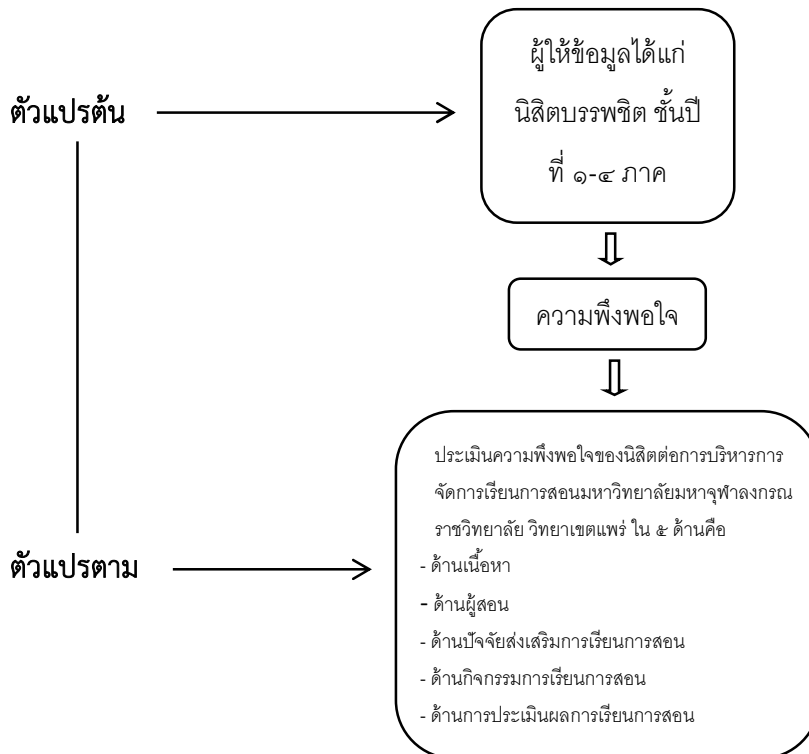 ผู้ให้ข้อมูลได้แก่
ตัวแปรต้น
นิสิตบรรพชิต ชั้นปี
ที่ ๑-๔ ภาค
ความพึงพอใจ
ประเมินความพึงพอใจของนิสิตต่อการบริหารการ
จัดการเรียนการสอนมหาวิทยาลัยมหาจุฬาลงกรณ
ราชวิทยาลัย วิทยาเขตแพร่ ใน ๕ ด้านคือ
ตัวแปรตาม
- ด้านเนื้อหา
- ด้านผู้สอน
- ด้านปัจจัยส่งเสริมการเรียนการสอน
- ด้านกิจกรรมการเรียนการสอน
- ด้านการประเมินผลการเรียนการสอน